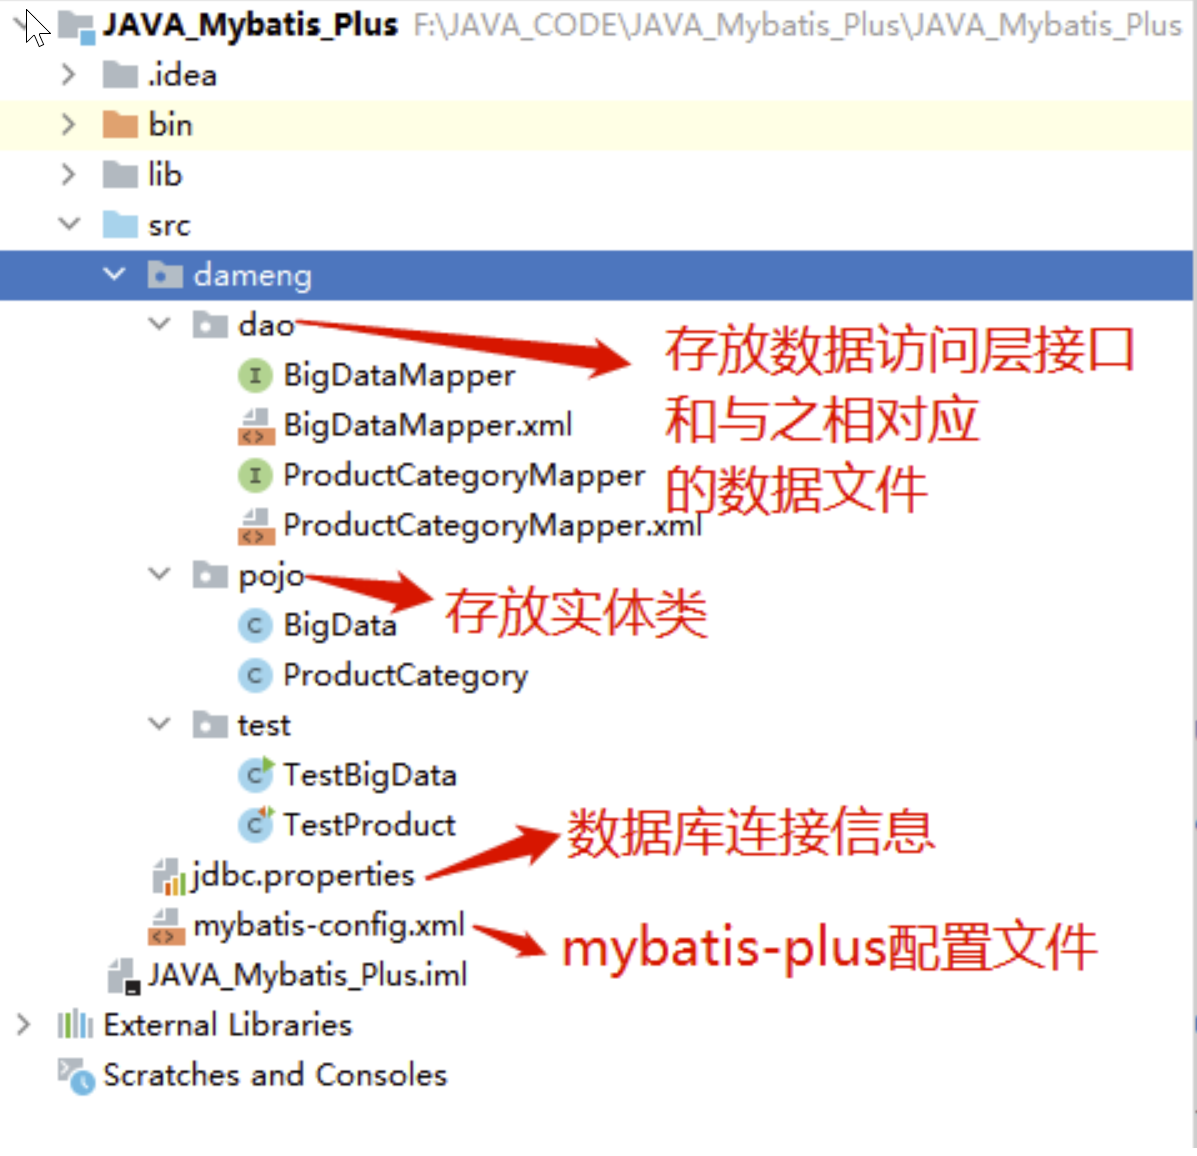 JAVA_Mybatis_Plus F:\JAVA_CODE\JAVA_Mybatis_Plus\JAVA_Mybatis_Plus
.idea
bin
lib
src
dameng
dao
存放数据访问层接口
BigDataMapper
和与之相对应
BigDataMapper.xml
ProductCategoryMapper
的数据文件
ProductCategoryMapper.xml
pojo
存放实体类
BigData
ProductCategory
test
TestBigData
TestProduct
数据库连接信息
jdbc.properties
mybatis-config.xml
mybatis-plus配置文件
JAVA_Mybatis_Plus.iml
External Libraries
Scratches and Consoles